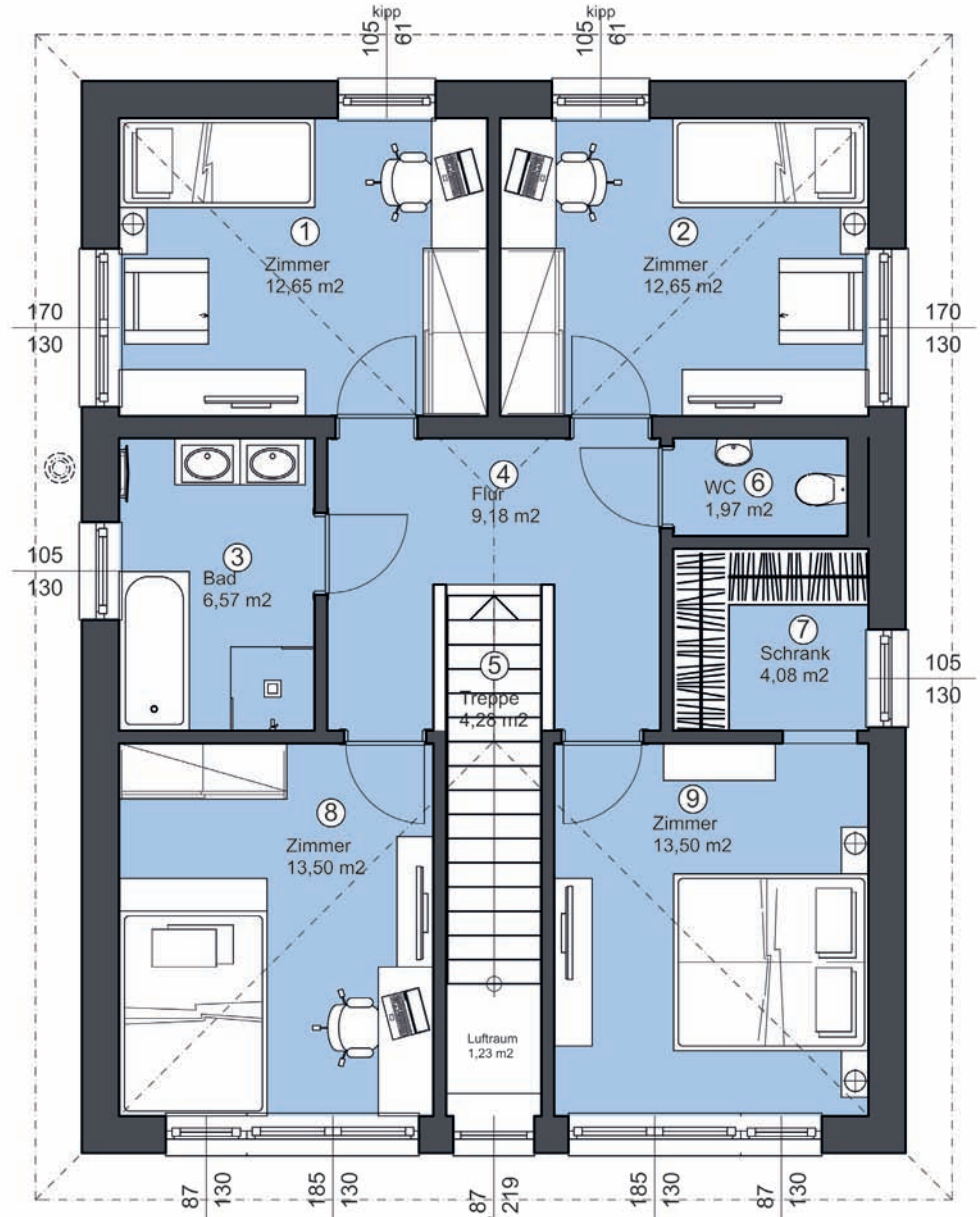 kipp
105
61
kipp
105
61
1
Zimmer
12,65 m2
2
Zimmer
12,65 m2
170
130
170
130
3
Bad
6,57 m2
4
Flur
9,18 m2
6
WC
1,97 m2
105
130
5
Treppe
4,28 m2
7
Schrank
4,08 m2
105
130
8
Zimmer
13,50 m2
9
Zimmer
13,50 m2
Luftraum
1,23 m2
87
130
185
130
87
219
185
130
87
130